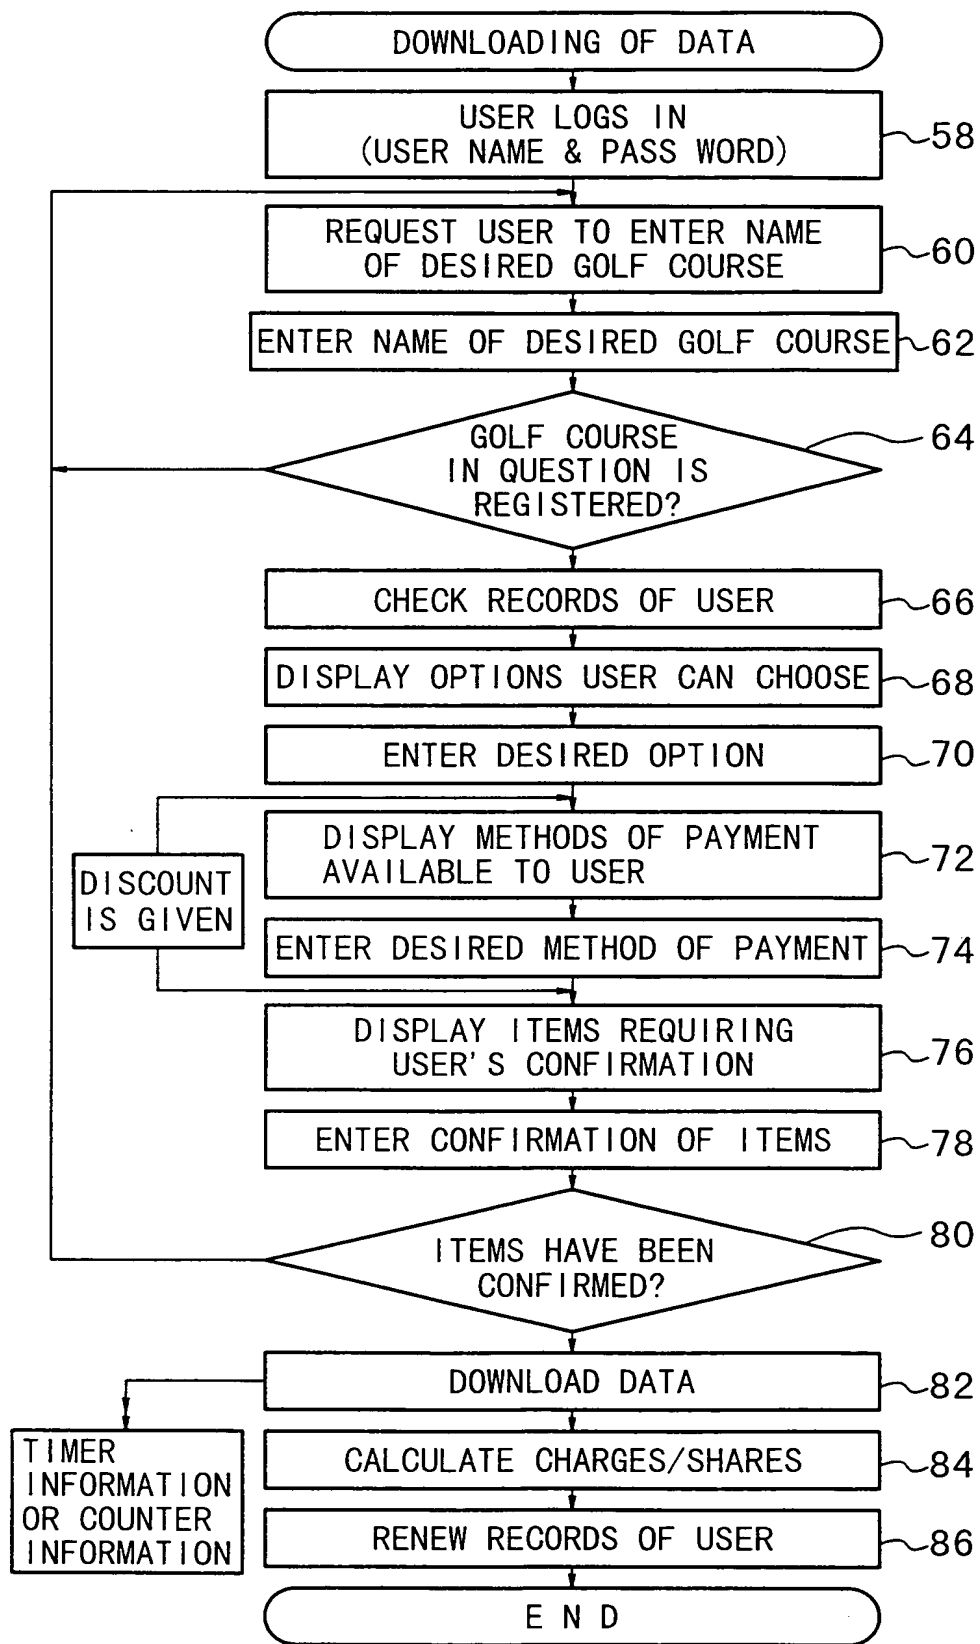 DOWNLOADING OF DATA
USER LOGS IN
(USER NAME & PASS WORD)
58
REQUEST USER TO ENTER NAME
OF DESIRED GOLF COURSE
60
ENTER NAME OF DESIRED GOLF COURSE
62
GOLF COURSE
IN QUESTION IS
REGISTERED?
64
CHECK RECORDS OF USER
66
DISPLAY OPTIONS USER CAN CHOOSE
68
ENTER DESIRED OPTION
70
DISPLAY METHODS OF PAYMENT
AVAILABLE TO USER
72
DISCOUNT
IS GIVEN
ENTER DESIRED METHOD OF PAYMENT
74
DISPLAY ITEMS REQUIRING
USER'S CONFIRMATION
76
ENTER CONFIRMATION OF ITEMS
78
ITEMS HAVE BEEN
CONFIRMED?
80
DOWNLOAD DATA
82
TIMER
INFORMATION
OR COUNTER
INFORMATION
CALCULATE CHARGES/SHARES
84
RENEW RECORDS OF USER
86
END